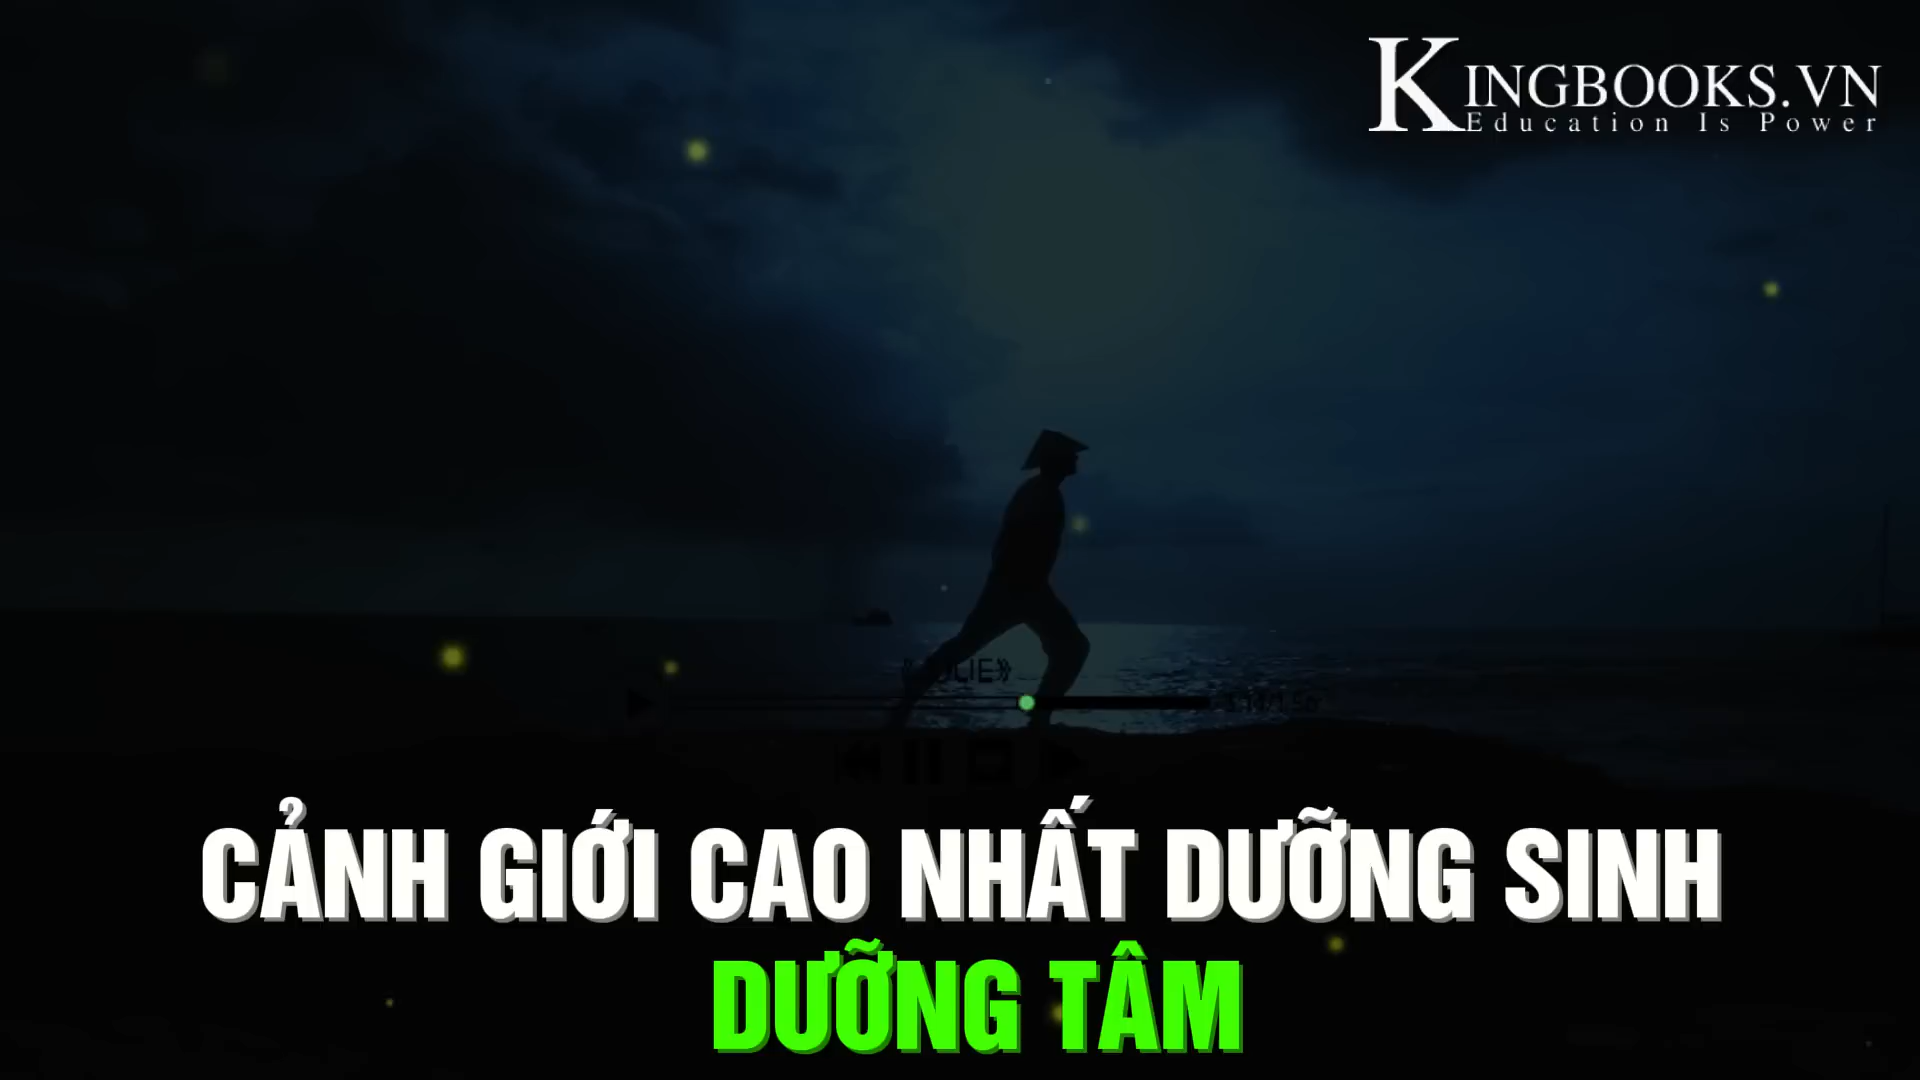 KINGBOOKS.VN
Education Is Power
CẢNH GIỚI CAO NHẤT DƯỠNG SINH
DƯỠNG TÂM